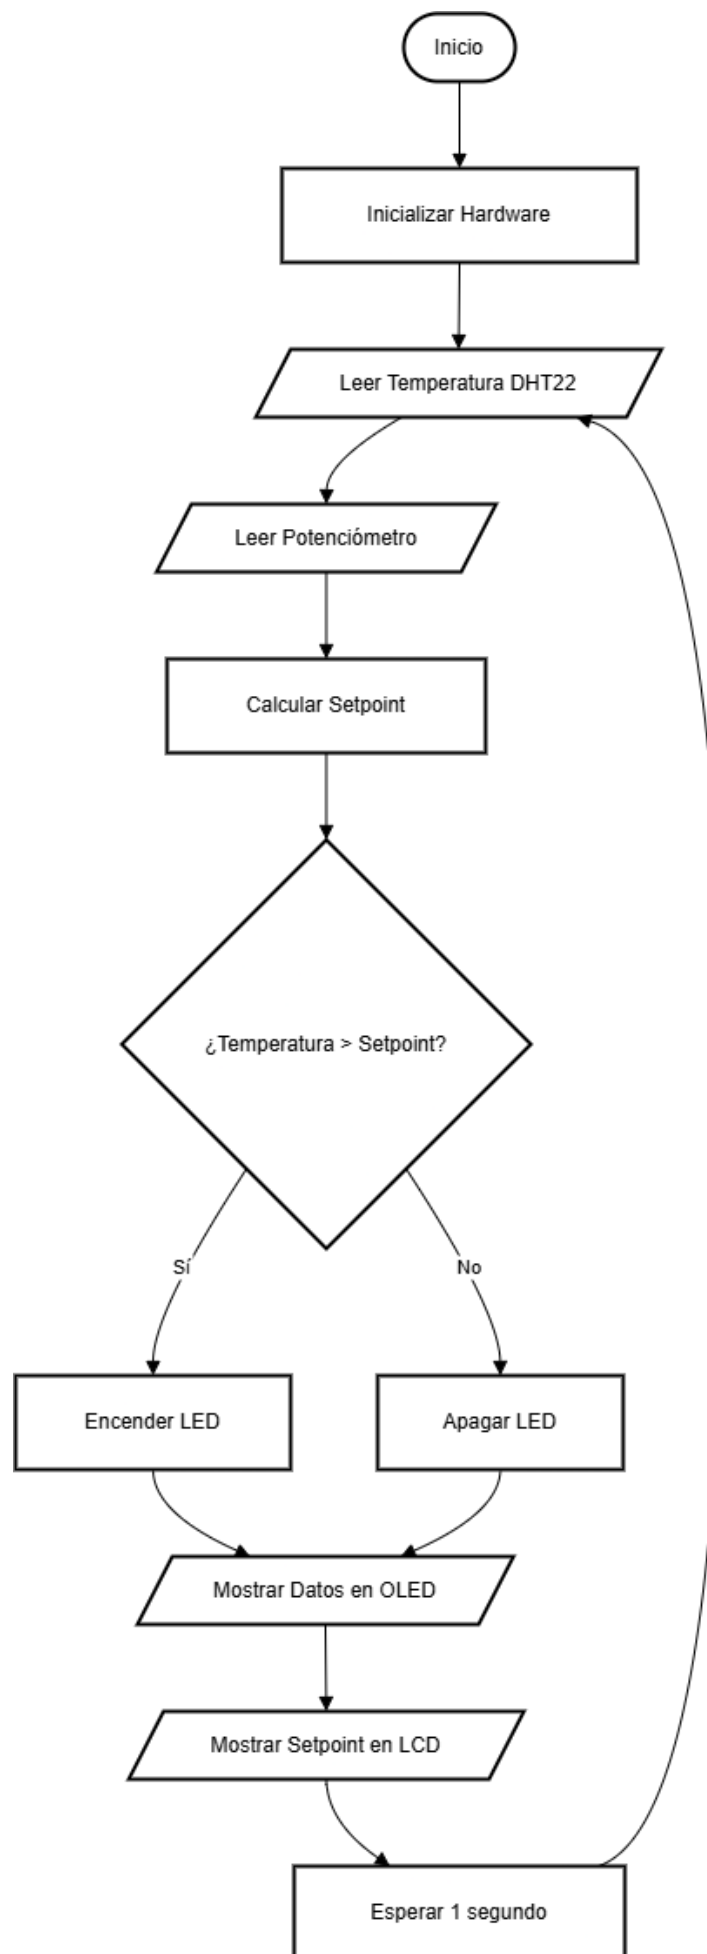 Inicio
Inicializar Hardware
Leer Temperatura DHT22
Leer Potenciómetro
Calcular Setpoint
¿Temperatura > Setpoint?
Sí
No
Encender LED
Apagar LED
Mostrar Datos en OLED
Mostrar Setpoint en LCD
Esperar 1 segundo